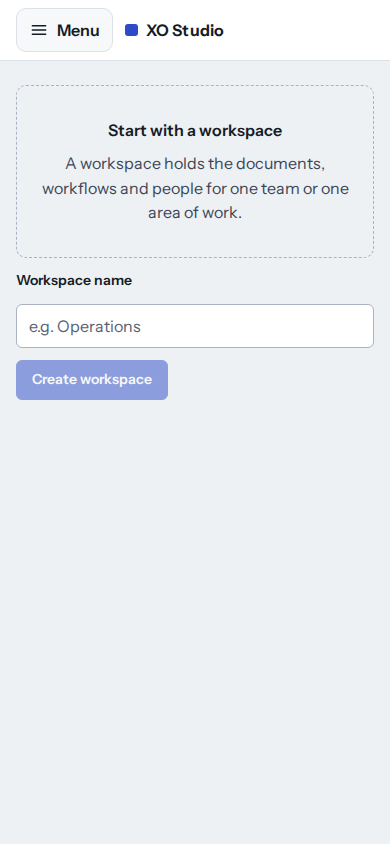 Menu
XO Studio
Start with a workspace
A workspace holds the documents,
workflows and people for one team or one
area of work.
Workspace name
e.g. Operations
Create workspace